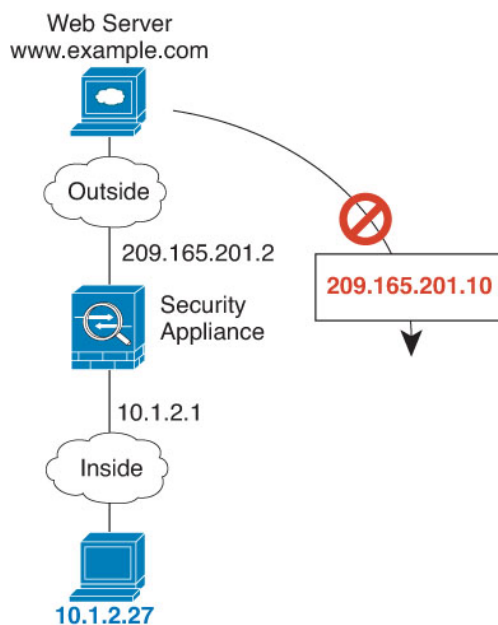 Web Server
www.example.com
Outside
209.165.201.2
209.165.201.10
Security
Appliance
10.1.2.1
Inside
10.1.2.27